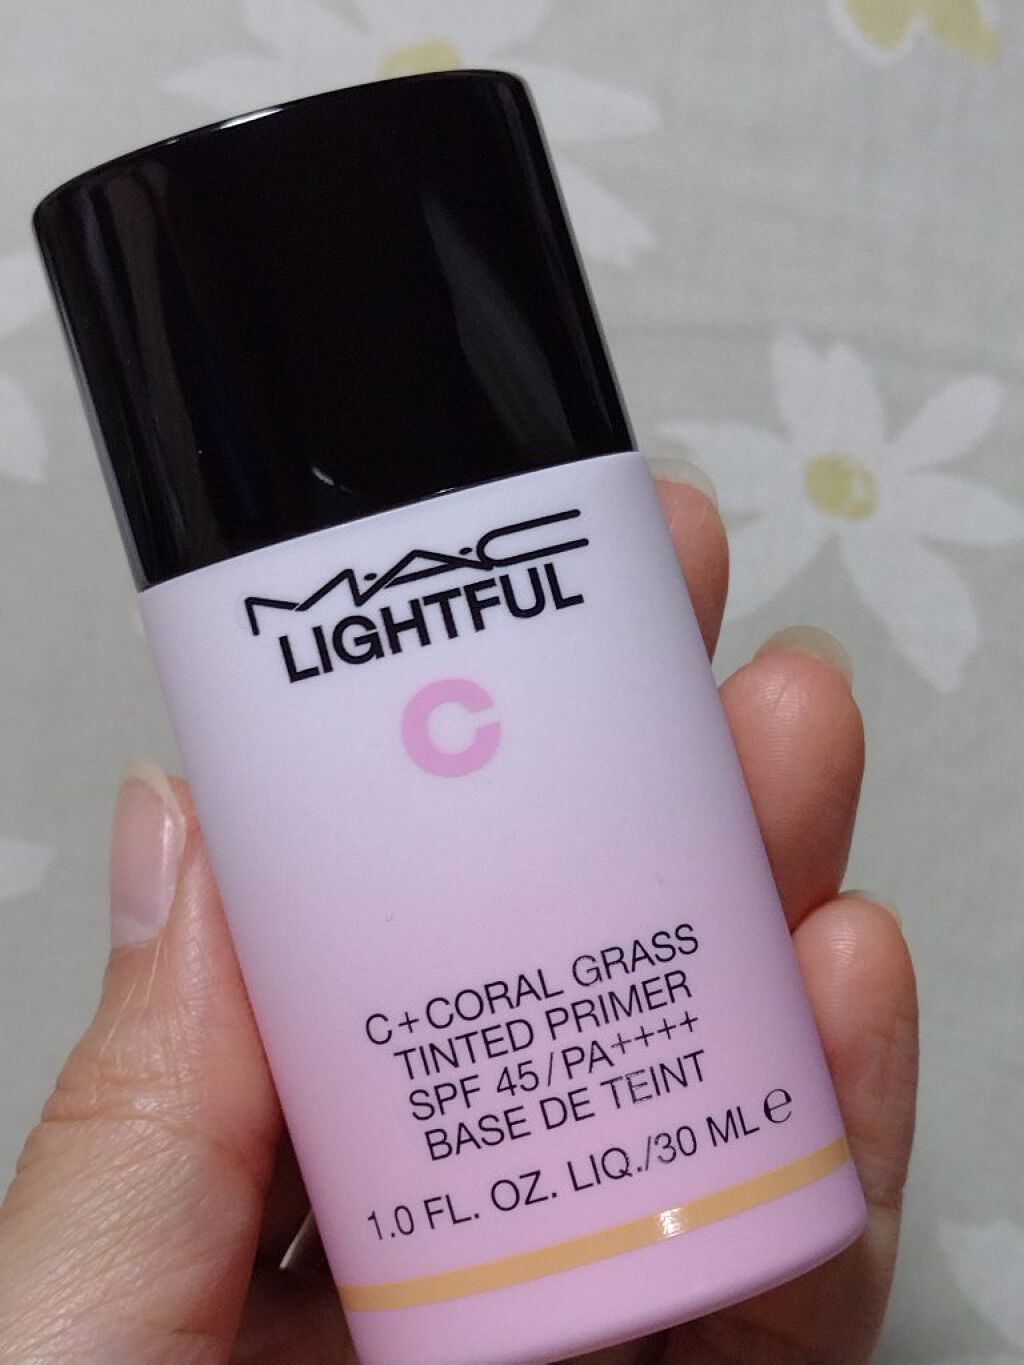 M·A·C
LIGHTFUL
C
C+CORAL GRASS
TINTED PRIMER
SPF 45/PA++++
BASE DE TEINT
1.0 FL. OZ. LIQ./30 ML ℮